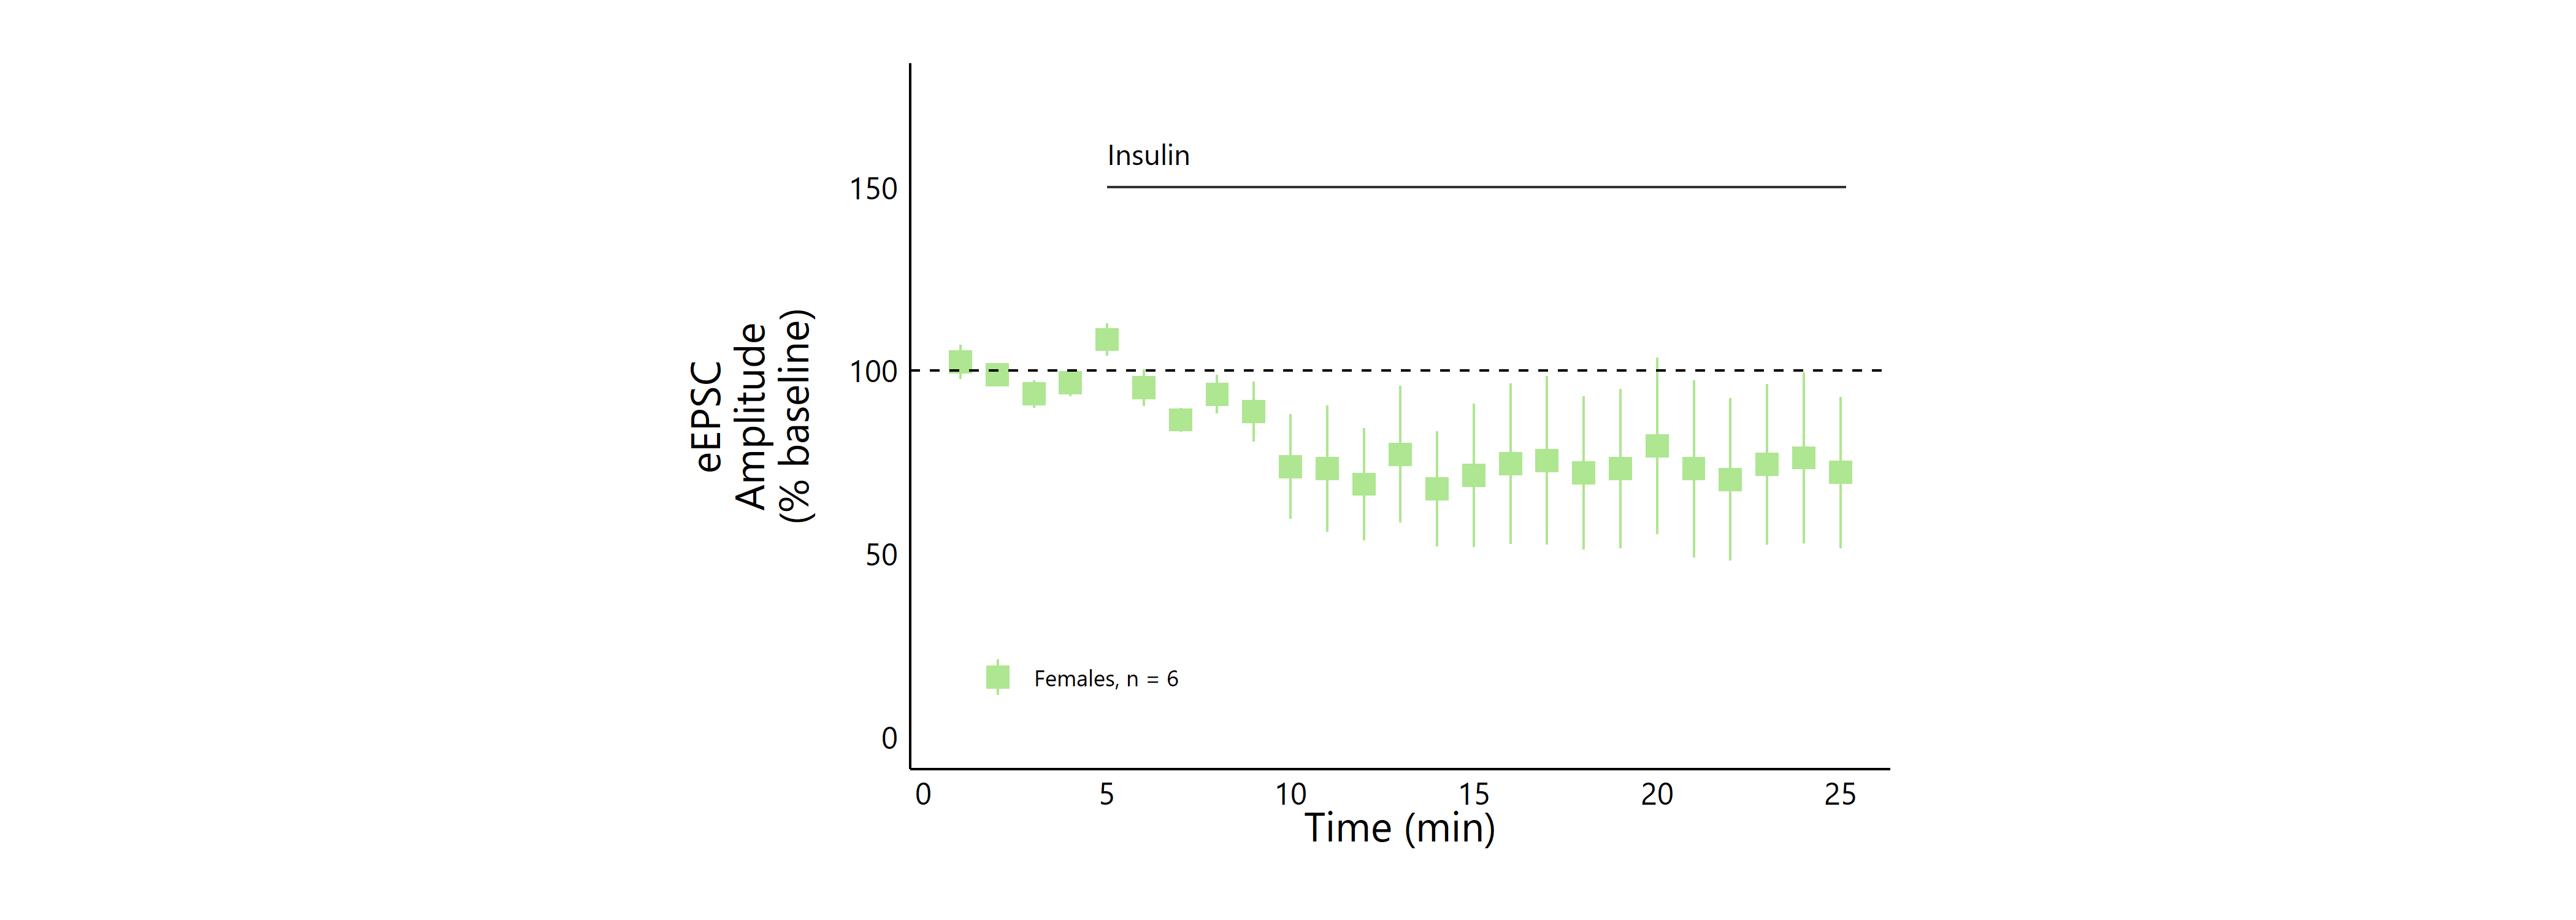 Insulin
150
100
50
0
eEPSC
Amplitude
(% baseline)
Females, n = 6
0 5 10 15 20 25
Time (min)